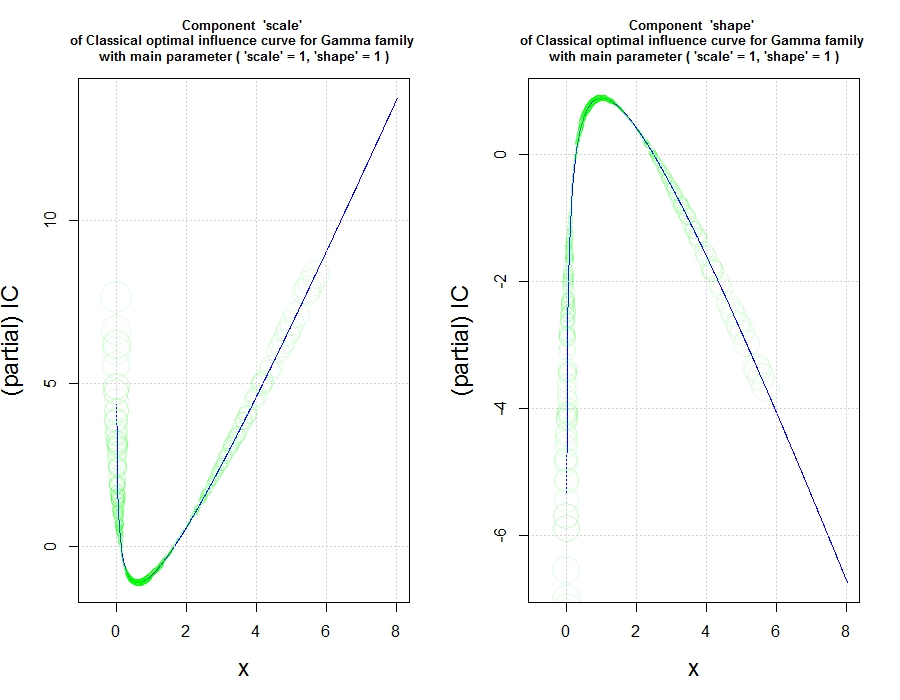 Component 'scale'
of Classical optimal influence curve for Gamma family
with main parameter ( 'scale' = 1, 'shape' = 1 )
(partial) IC
10
5
0
0 2 4 6 8
x
Component 'shape'
of Classical optimal influence curve for Gamma family
with main parameter ( 'scale' = 1, 'shape' = 1 )
(partial) IC
0
-2
-4
-6
0 2 4 6 8
x